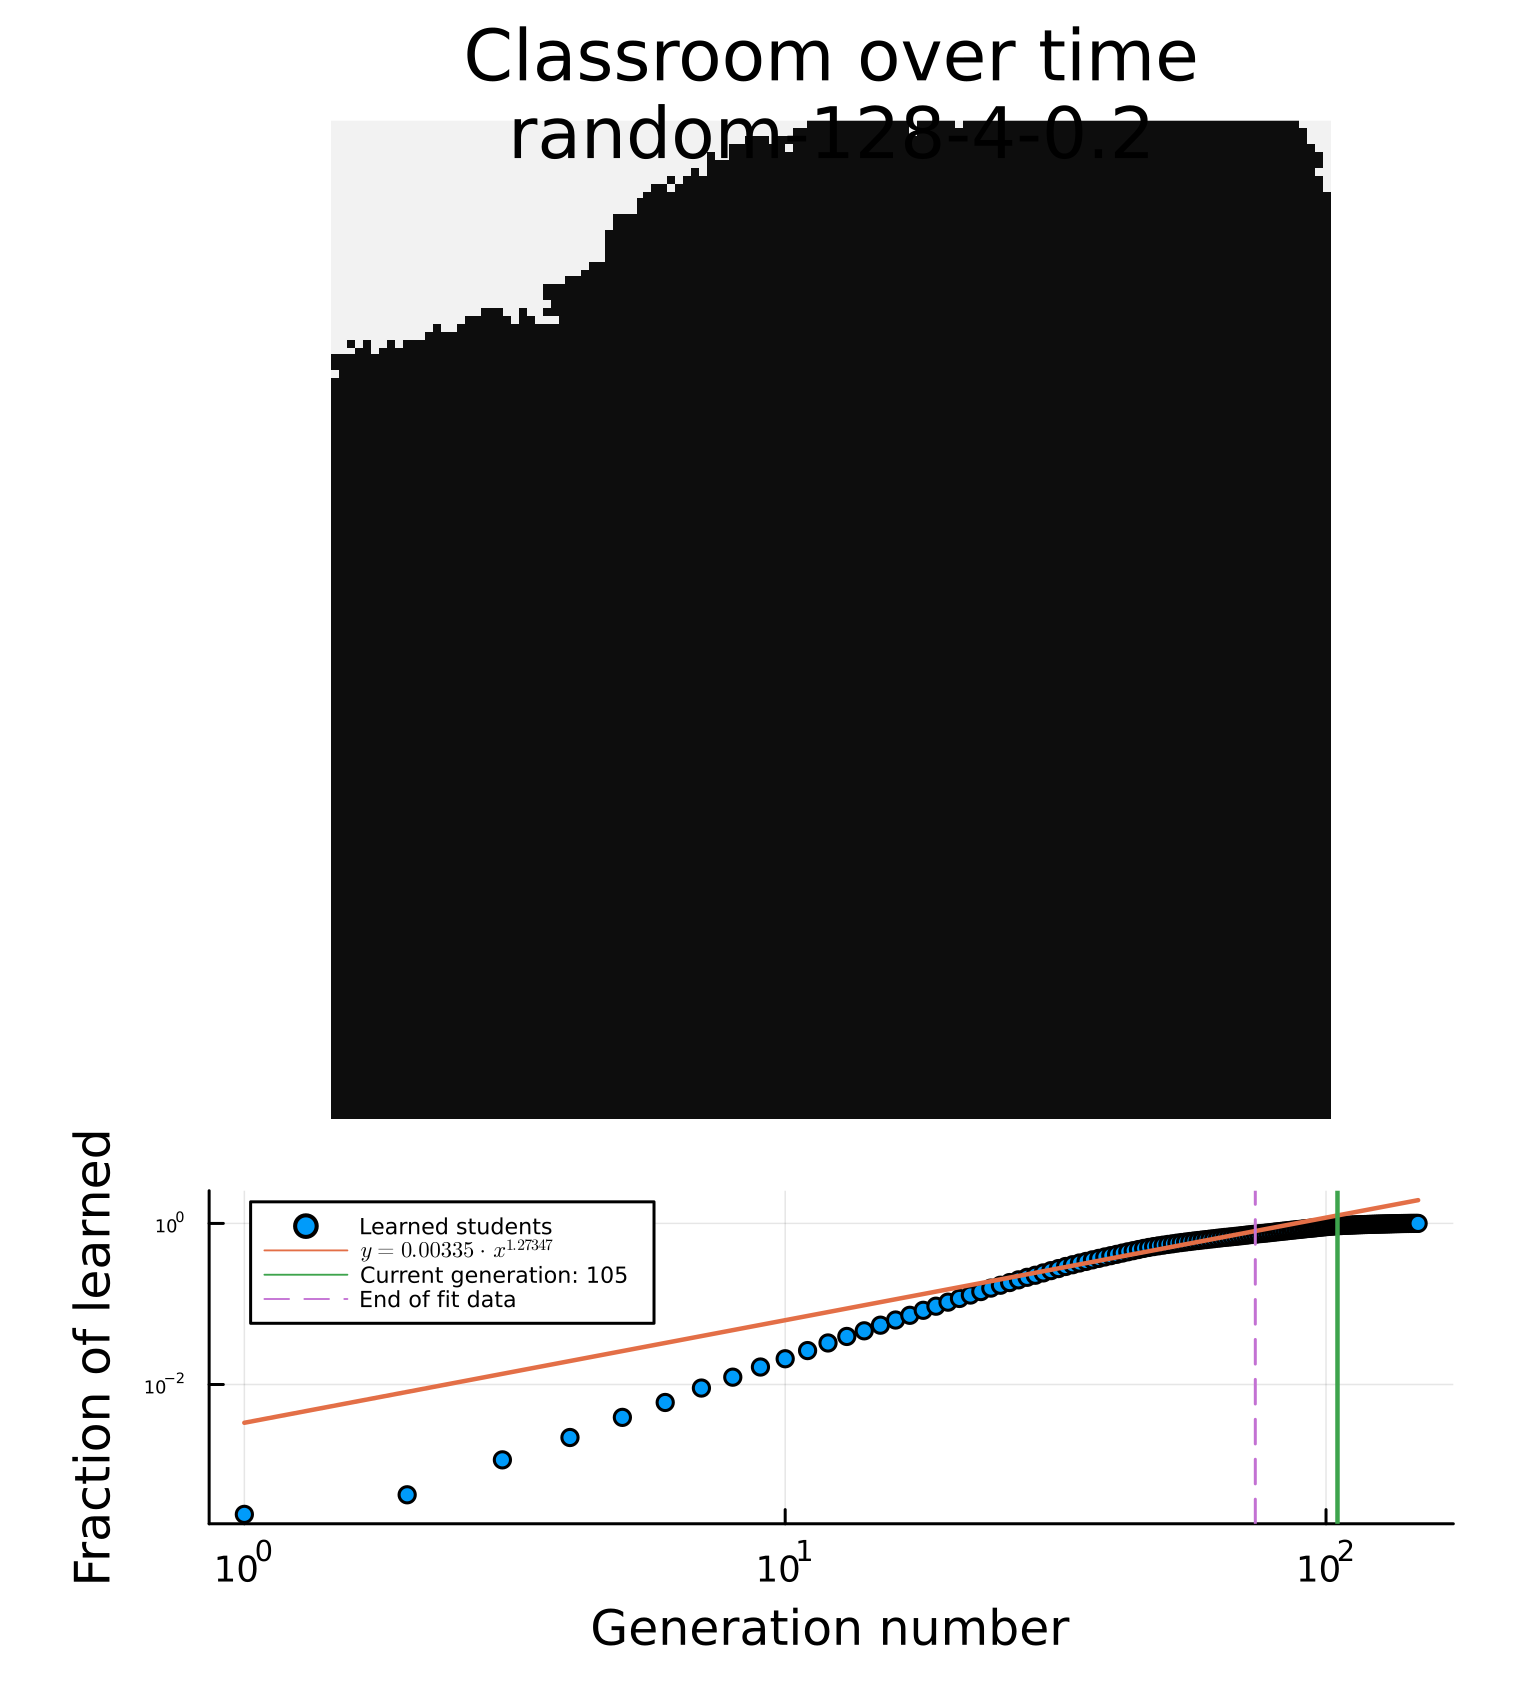 Classroom over time
random-128-4-0.2
Fraction of learned
10⁰
10⁻²
Learned students
y = 0.00335 · x^1.27347
Current generation: 105
End of fit data
10⁰ 10¹ 10²
Generation number